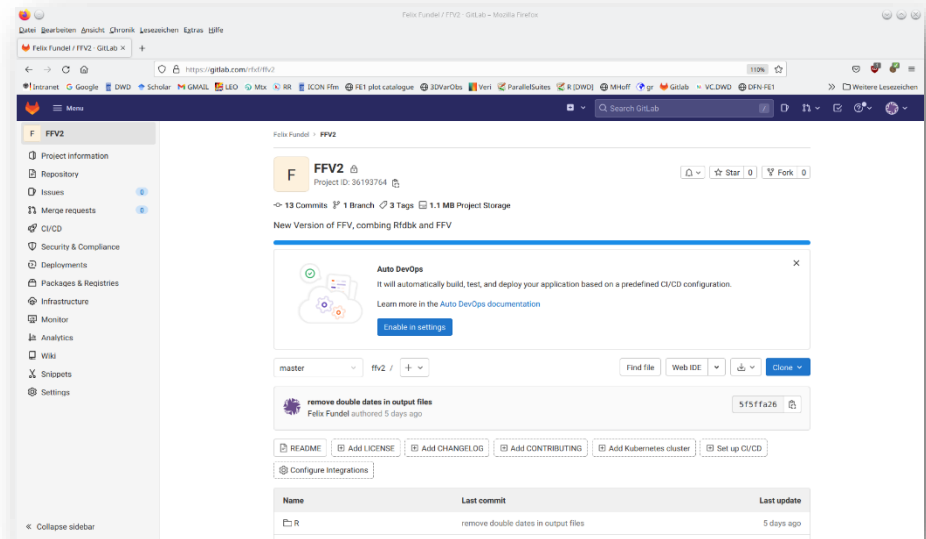 Felix Fundel / FFV2 · GitLab – Mozilla Firefox
Datei Bearbeiten Ansicht Chronik Lesezeichen Extras Hilfe
Felix Fundel / FFV2 · GitLab × +
https://gitlab.com/rfxf/ffv2 110%
Intranet Google DWD Scholar GMAIL LEO Mtx RR ICON Ffm FE1 plot catalogue 3DVarObs Veri ParallelSuites R [DWD] MHoff gr Gitlab VC.DWD DFN-FE1 Weitere Lesezeichen
Menu Search GitLab /
F FFV2
Project information
Repository
Issues 0
Merge requests 0
CI/CD
Security & Compliance
Deployments
Packages & Registries
Infrastructure
Monitor
Analytics
Wiki
Snippets
Settings
« Collapse sidebar
Felix Fundel > FFV2
F FFV2
Project ID: 36193764
Star 0 Fork 0
13 Commits 1 Branch 3 Tags 1.1 MB Project Storage
New Version of FFV, combing Rfdbk and FFV
Auto DevOps
It will automatically build, test, and deploy your application based on a predefined CI/CD configuration.
Learn more in the Auto DevOps documentation
Enable in settings
master ffv2 / + Find file Web IDE Clone
remove double dates in output files
Felix Fundel authored 5 days ago
5f5ffa26
README Add LICENSE Add CHANGELOG Add CONTRIBUTING Add Kubernetes cluster Set up CI/CD
Configure Integrations
Name Last commit Last update
R remove double dates in output files 5 days ago